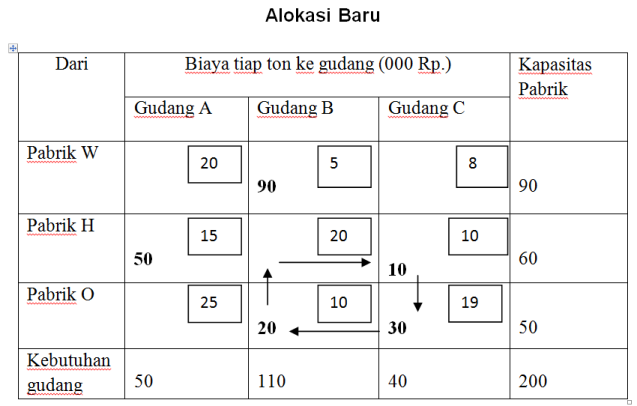 Alokasi Baru
Dari Biaya tiap ton ke gudang (000 Rp.) Kapasitas
Pabrik
Gudang A Gudang B Gudang C
Pabrik W 20 5 8
90 90
Pabrik H 15 20 10
50 10 60
Pabrik O 25 10 19
20 30 50
Kebutuhan
gudang 50 110 40 200